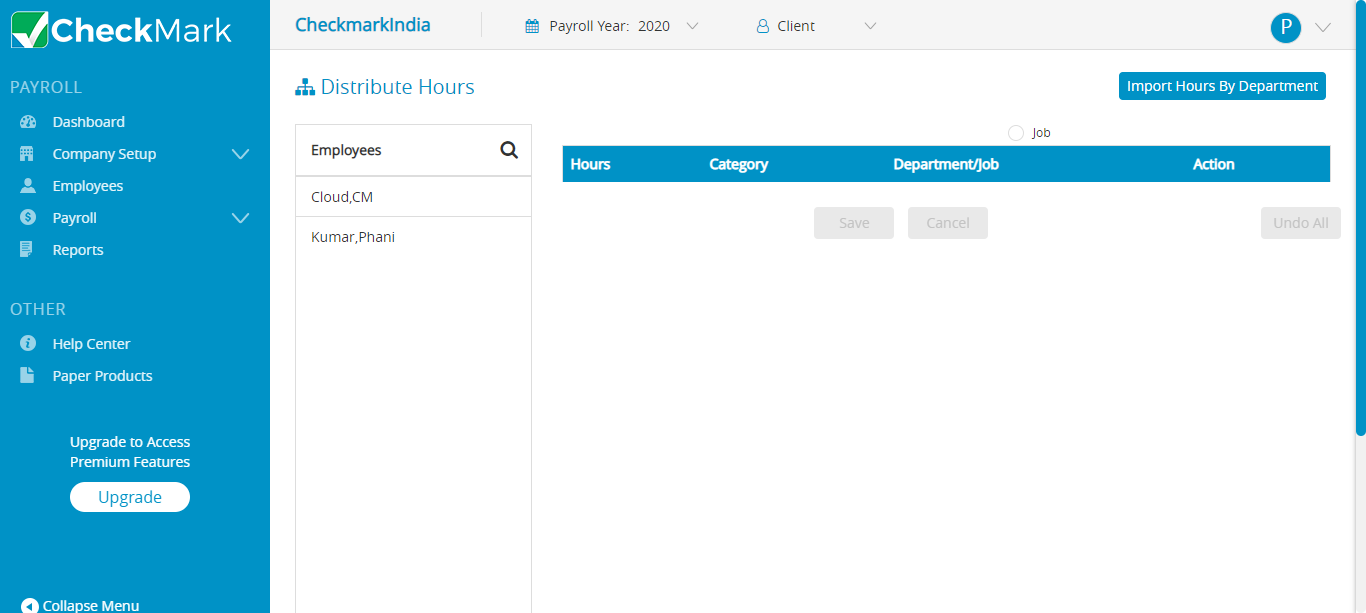 CheckMark
CheckmarkIndia
Payroll Year: 2020
Client
P
PAYROLL
Dashboard
Company Setup
Employees
Payroll
Reports
OTHER
Help Center
Paper Products
Upgrade to Access
Premium Features
Upgrade
Collapse Menu
Distribute Hours
Import Hours By Department
Employees
Cloud,CM
Kumar,Phani
Job
Hours Category Department/Job Action
Save Cancel Undo All